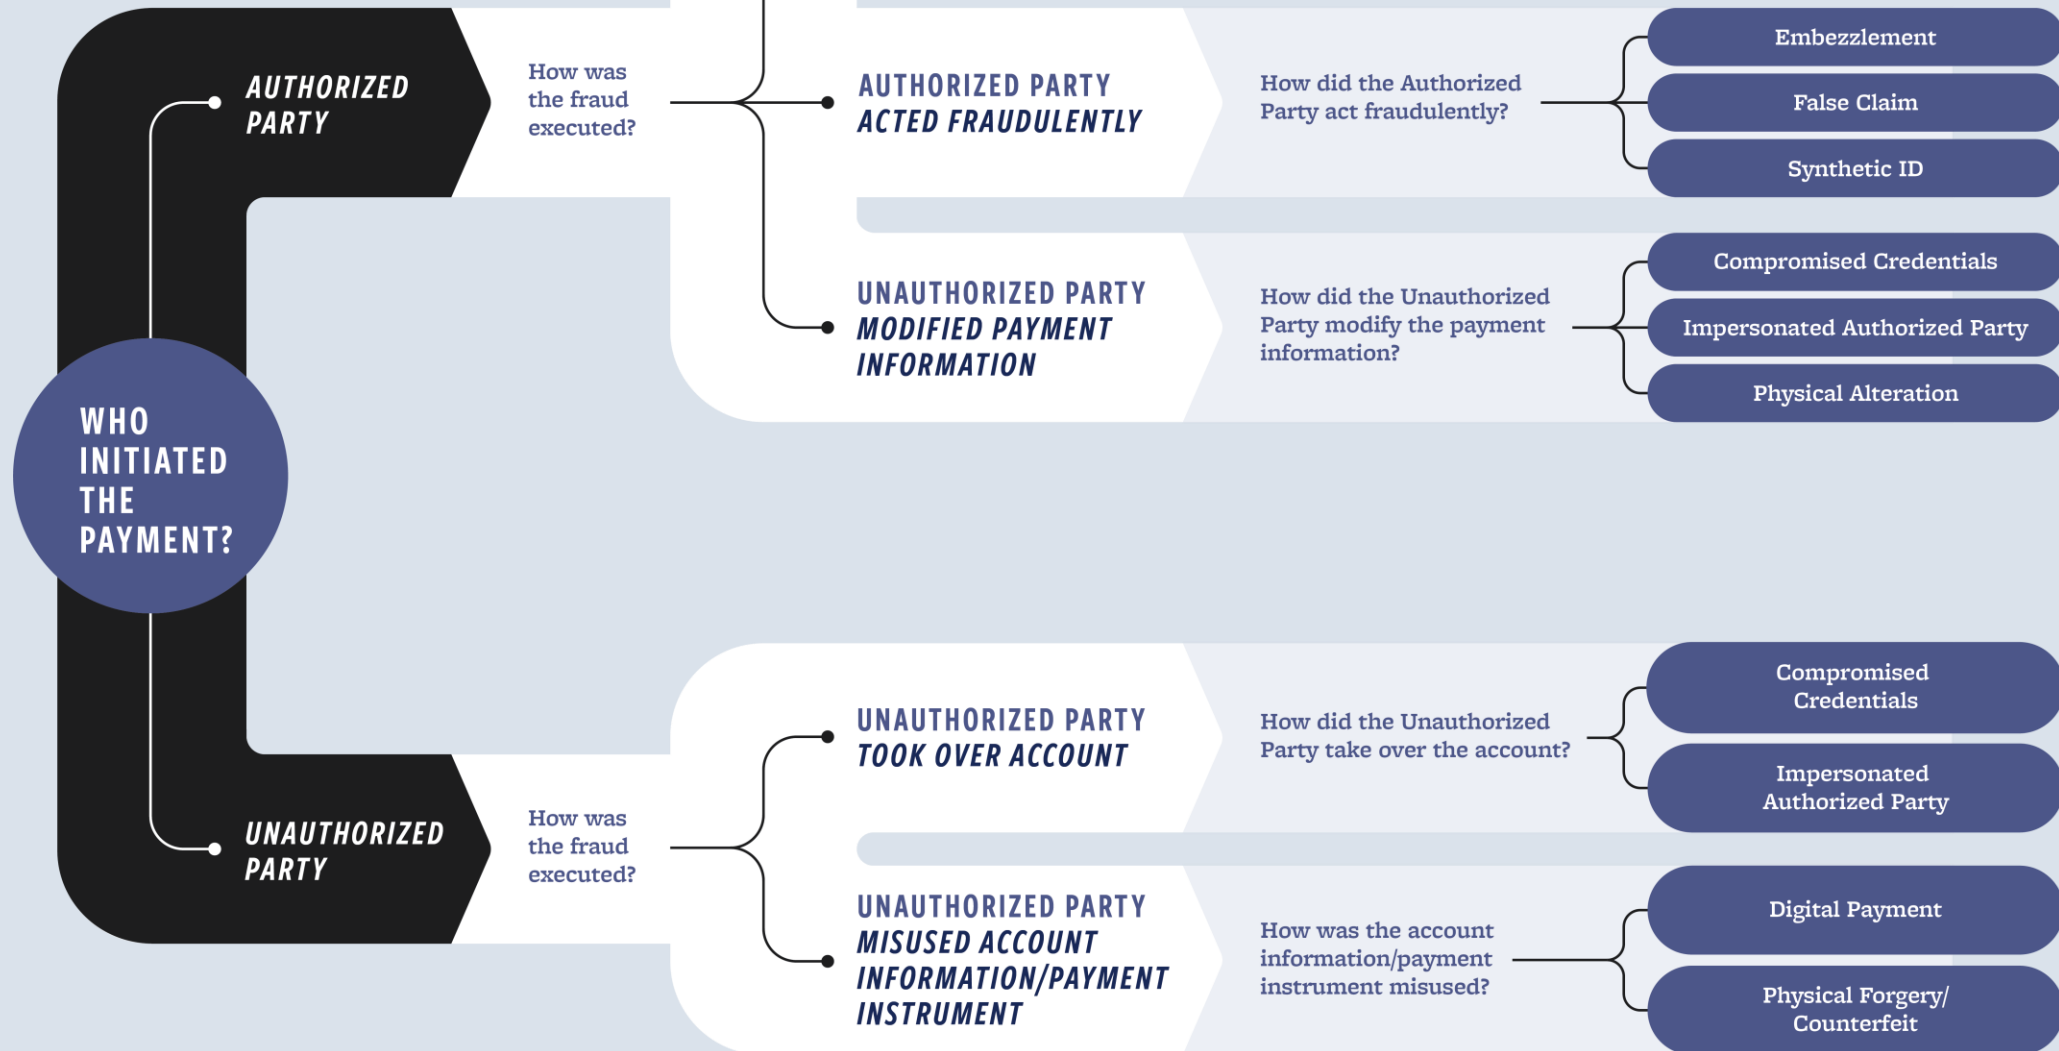 AUTHORIZED
PARTY
How was
the fraud
executed?
AUTHORIZED PARTY
ACTED FRAUDULENTLY
How did the Authorized
Party act fraudulently?
Embezzlement
False Claim
Synthetic ID
UNAUTHORIZED PARTY
MODIFIED PAYMENT
INFORMATION
How did the Unauthorized
Party modify the payment
information?
Compromised Credentials
Impersonated Authorized Party
Physical Alteration
WHO
INITIATED
THE
PAYMENT?
UNAUTHORIZED
PARTY
How was
the fraud
executed?
UNAUTHORIZED PARTY
TOOK OVER ACCOUNT
How did the Unauthorized
Party take over the account?
Compromised
Credentials
Impersonated
Authorized Party
UNAUTHORIZED PARTY
MISUSED ACCOUNT
INFORMATION/PAYMENT
INSTRUMENT
How was the account
information/payment
instrument misused?
Digital Payment
Physical Forgery/
Counterfeit